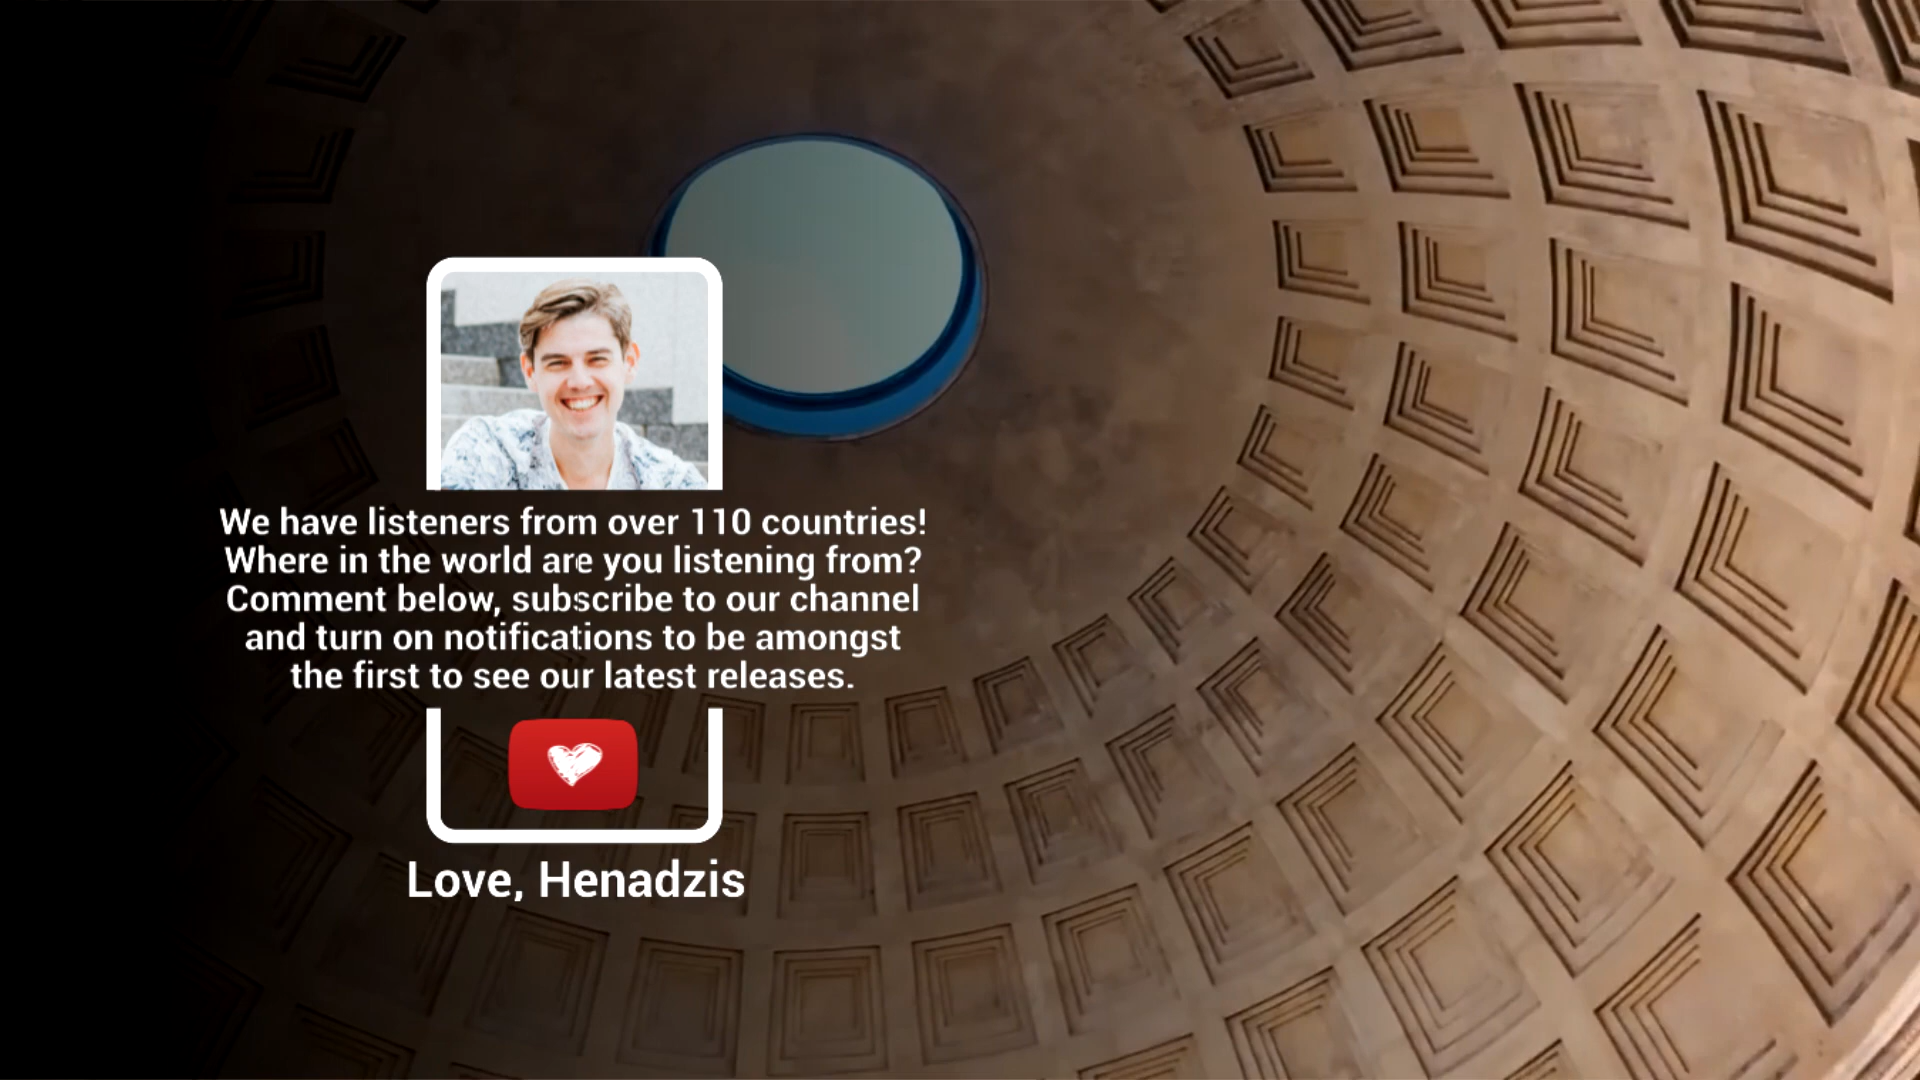 We have listeners from over 110 countries!
Where in the world are you listening from?
Comment below, subscribe to our channel
and turn on notifications to be amongst
the first to see our latest releases.
Love, Henadzis